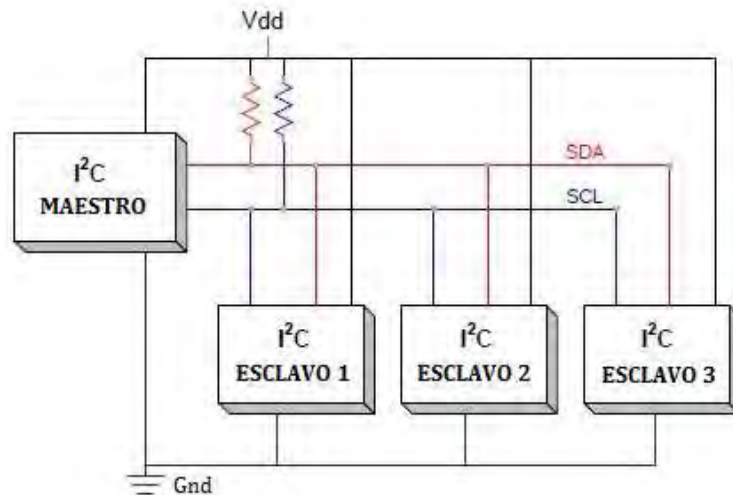 Vdd
I²C
MAESTRO
SDA
SCL
I²C
ESCLAVO 1
I²C
ESCLAVO 2
I²C
ESCLAVO 3
Gnd